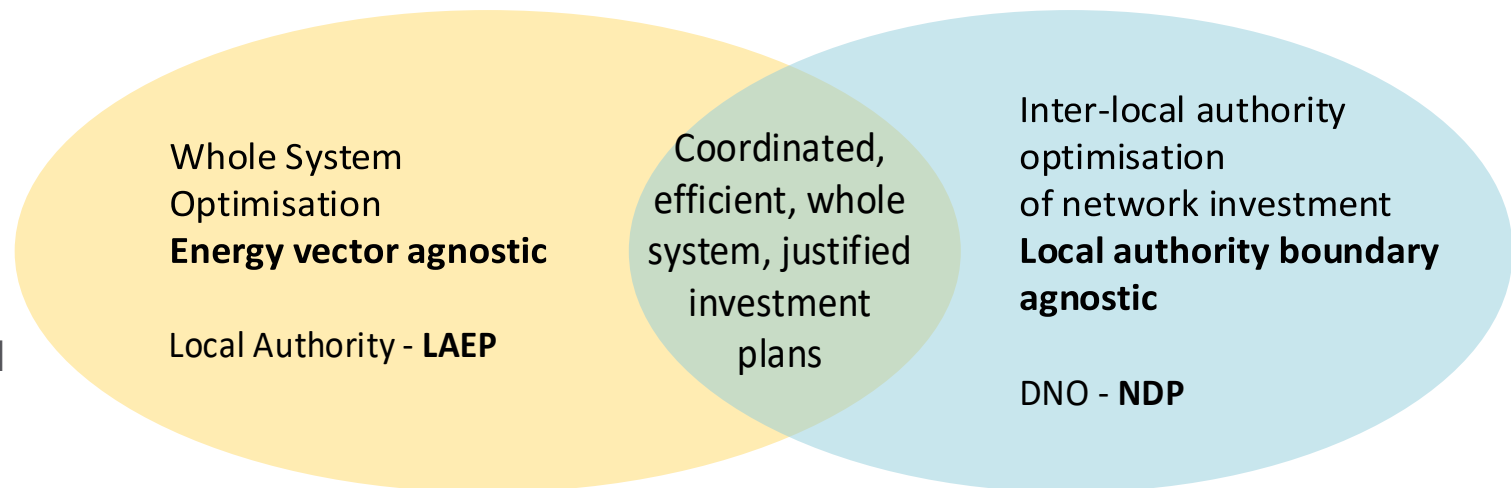 Whole System
Optimisation
Energy vector agnostic
Local Authority - LAEP
Coordinated,
efficient, whole
system, justified
investment
plans
Inter-local authority
optimisation
of network investment
Local authority boundary
agnostic
DNO - NDP